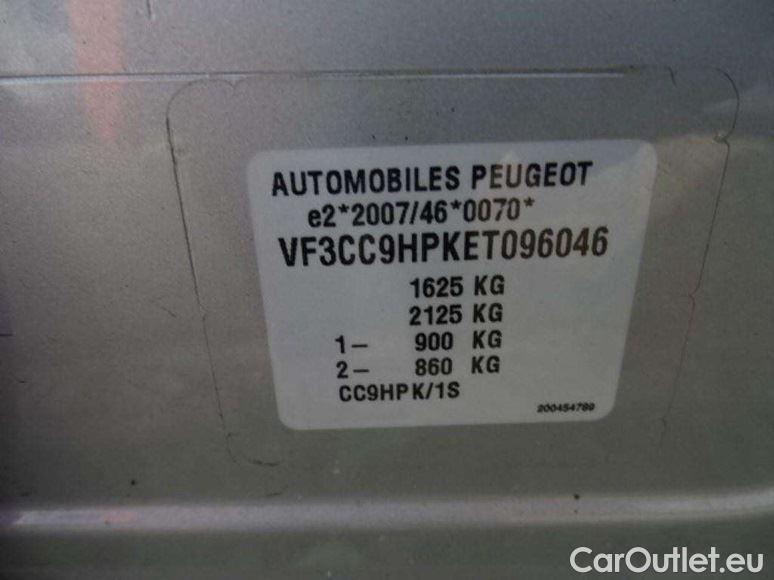 AUTOMOBILES PEUGEOT
e2*2007/46*0070*
VF3CC9HPKET096046
1625 KG
2125 KG
1– 900 KG
2– 860 KG
CC9HPK/1S
200454789
CarOutlet.eu